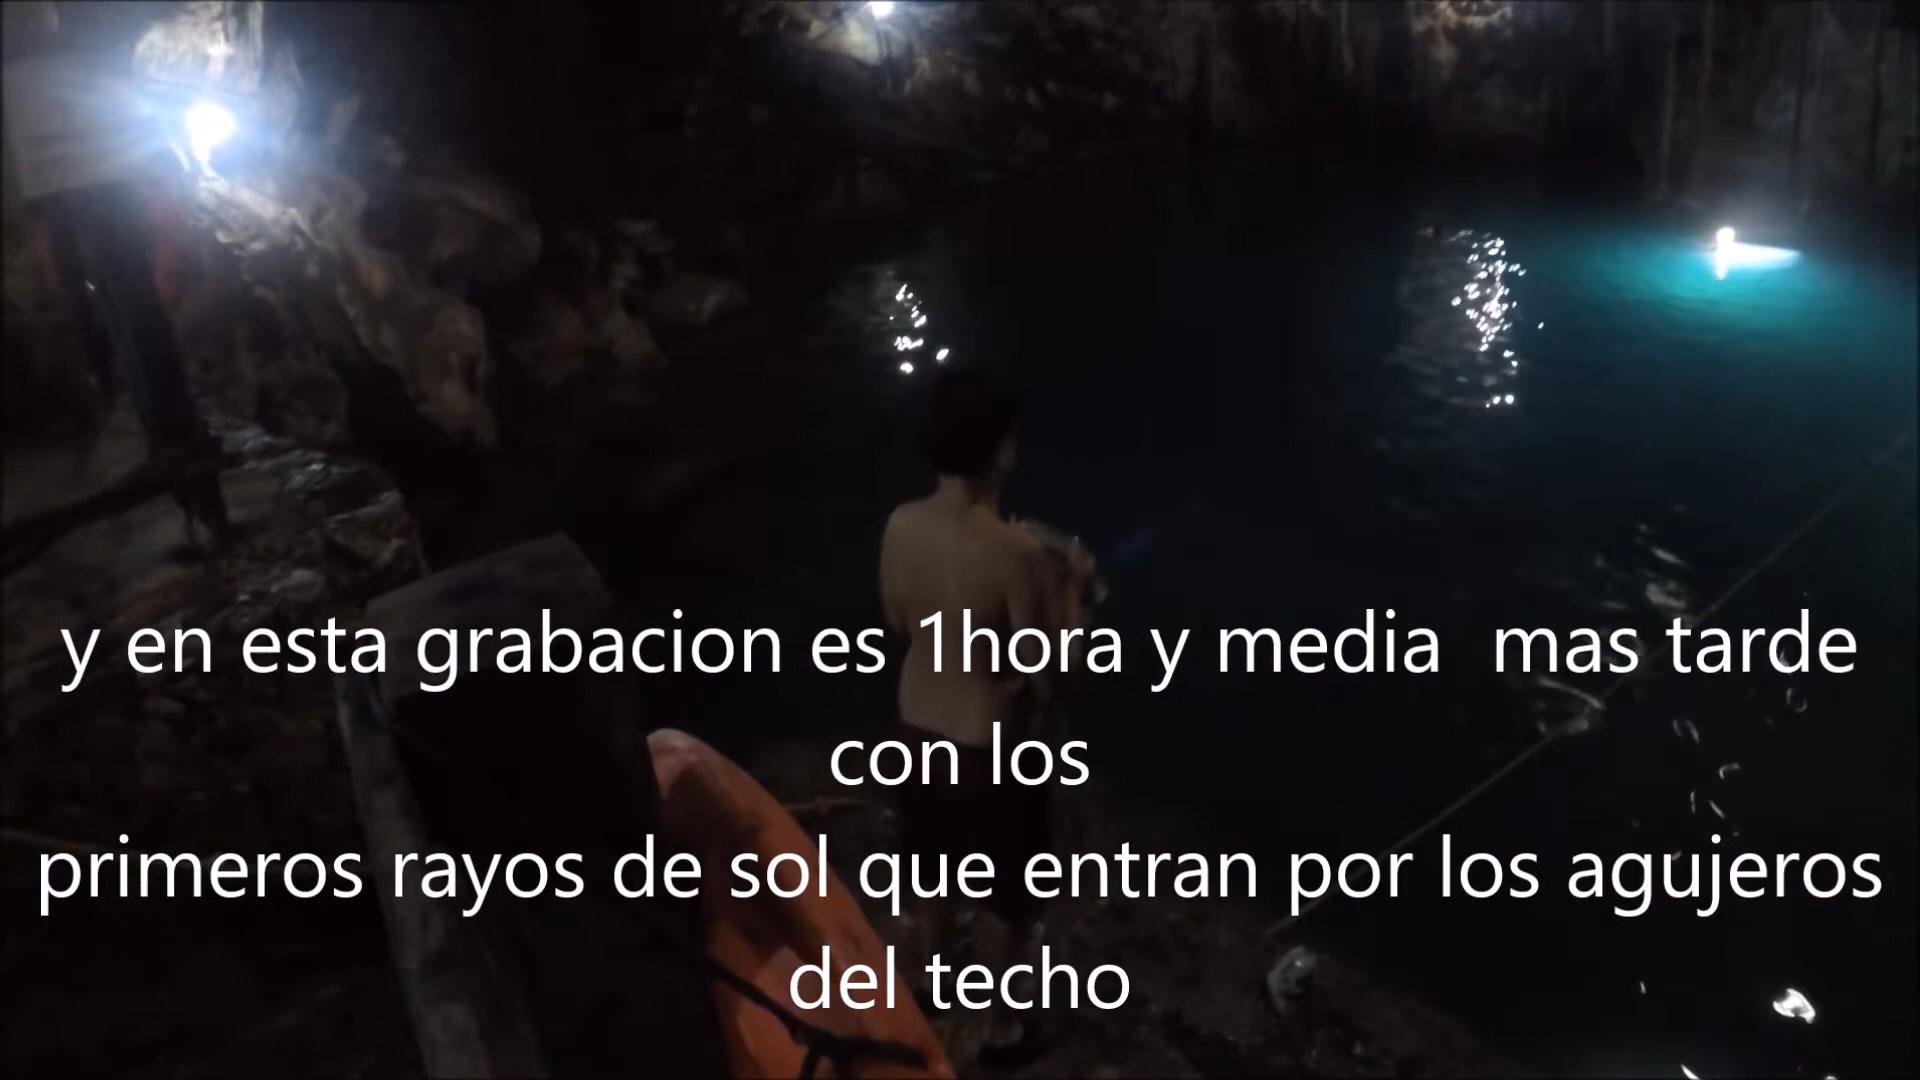 y en esta grabacion es 1hora y media  mas tarde
con los
primeros rayos de sol que entran por los agujeros
del techo